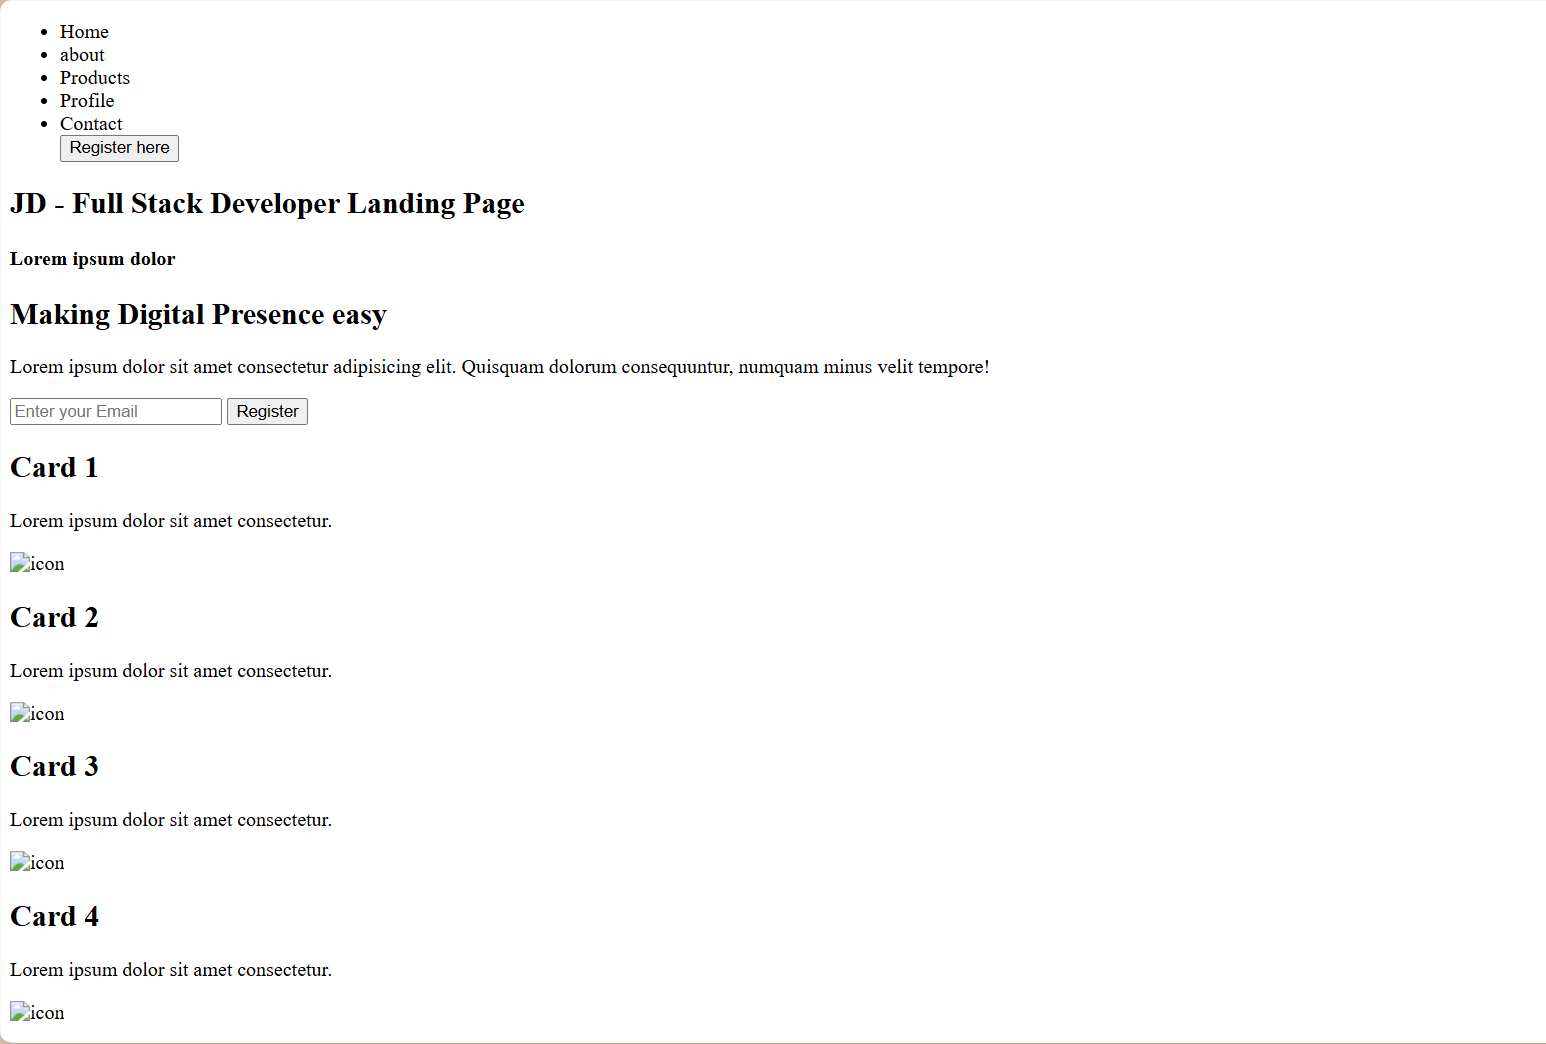 Home
about
Products
Profile
Contact
Register here
JD - Full Stack Developer Landing Page
Lorem ipsum dolor
Making Digital Presence easy
Lorem ipsum dolor sit amet consectetur adipisicing elit. Quisquam dolorum consequuntur, numquam minus velit tempore!
Enter your Email Register
Card 1
Lorem ipsum dolor sit amet consectetur.
icon
Card 2
Lorem ipsum dolor sit amet consectetur.
icon
Card 3
Lorem ipsum dolor sit amet consectetur.
icon
Card 4
Lorem ipsum dolor sit amet consectetur.
icon